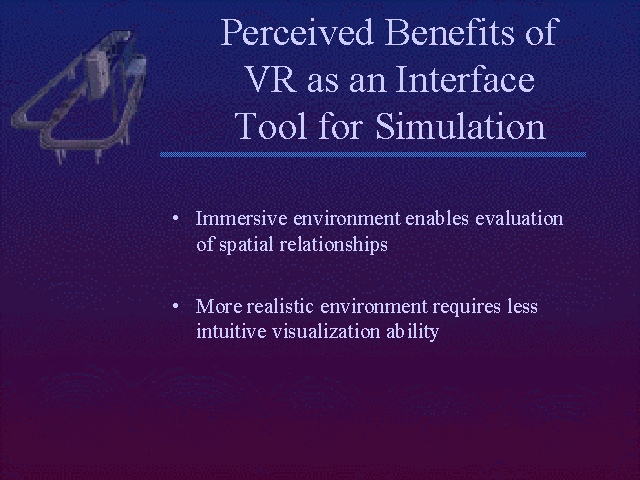 Perceived Benefits of
VR as an Interface
Tool for Simulation
• Immersive environment enables evaluation
of spatial relationships
• More realistic environment requires less
intuitive visualization ability